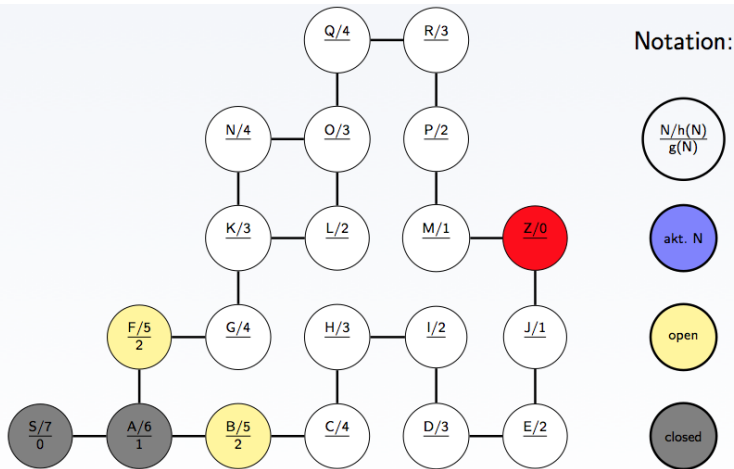 Q/4
R/3
Notation:
N/4
O/3
P/2
N/h(N)
g(N)
K/3
L/2
M/1
Z/0
akt. N
F/5
2
G/4
H/3
I/2
J/1
open
S/7
0
A/6
1
B/5
2
C/4
D/3
E/2
closed